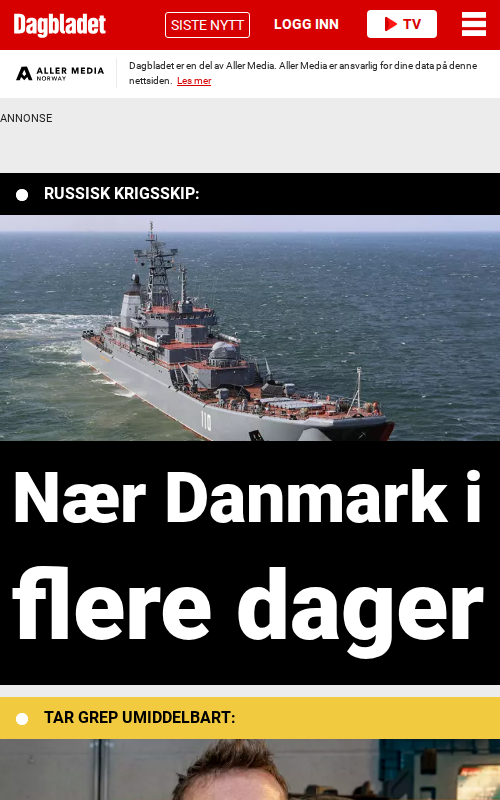 Dagbladet
SISTE NYTT
LOGG INN
TV
ALLER MEDIA
NORWAY
Dagbladet er en del av Aller Media. Aller Media er ansvarlig for dine data på denne
nettsiden. Les mer
ANNONSE
RUSSISK KRIGSSKIP:
110
Nær Danmark i
flere dager
TAR GREP UMIDDELBART: